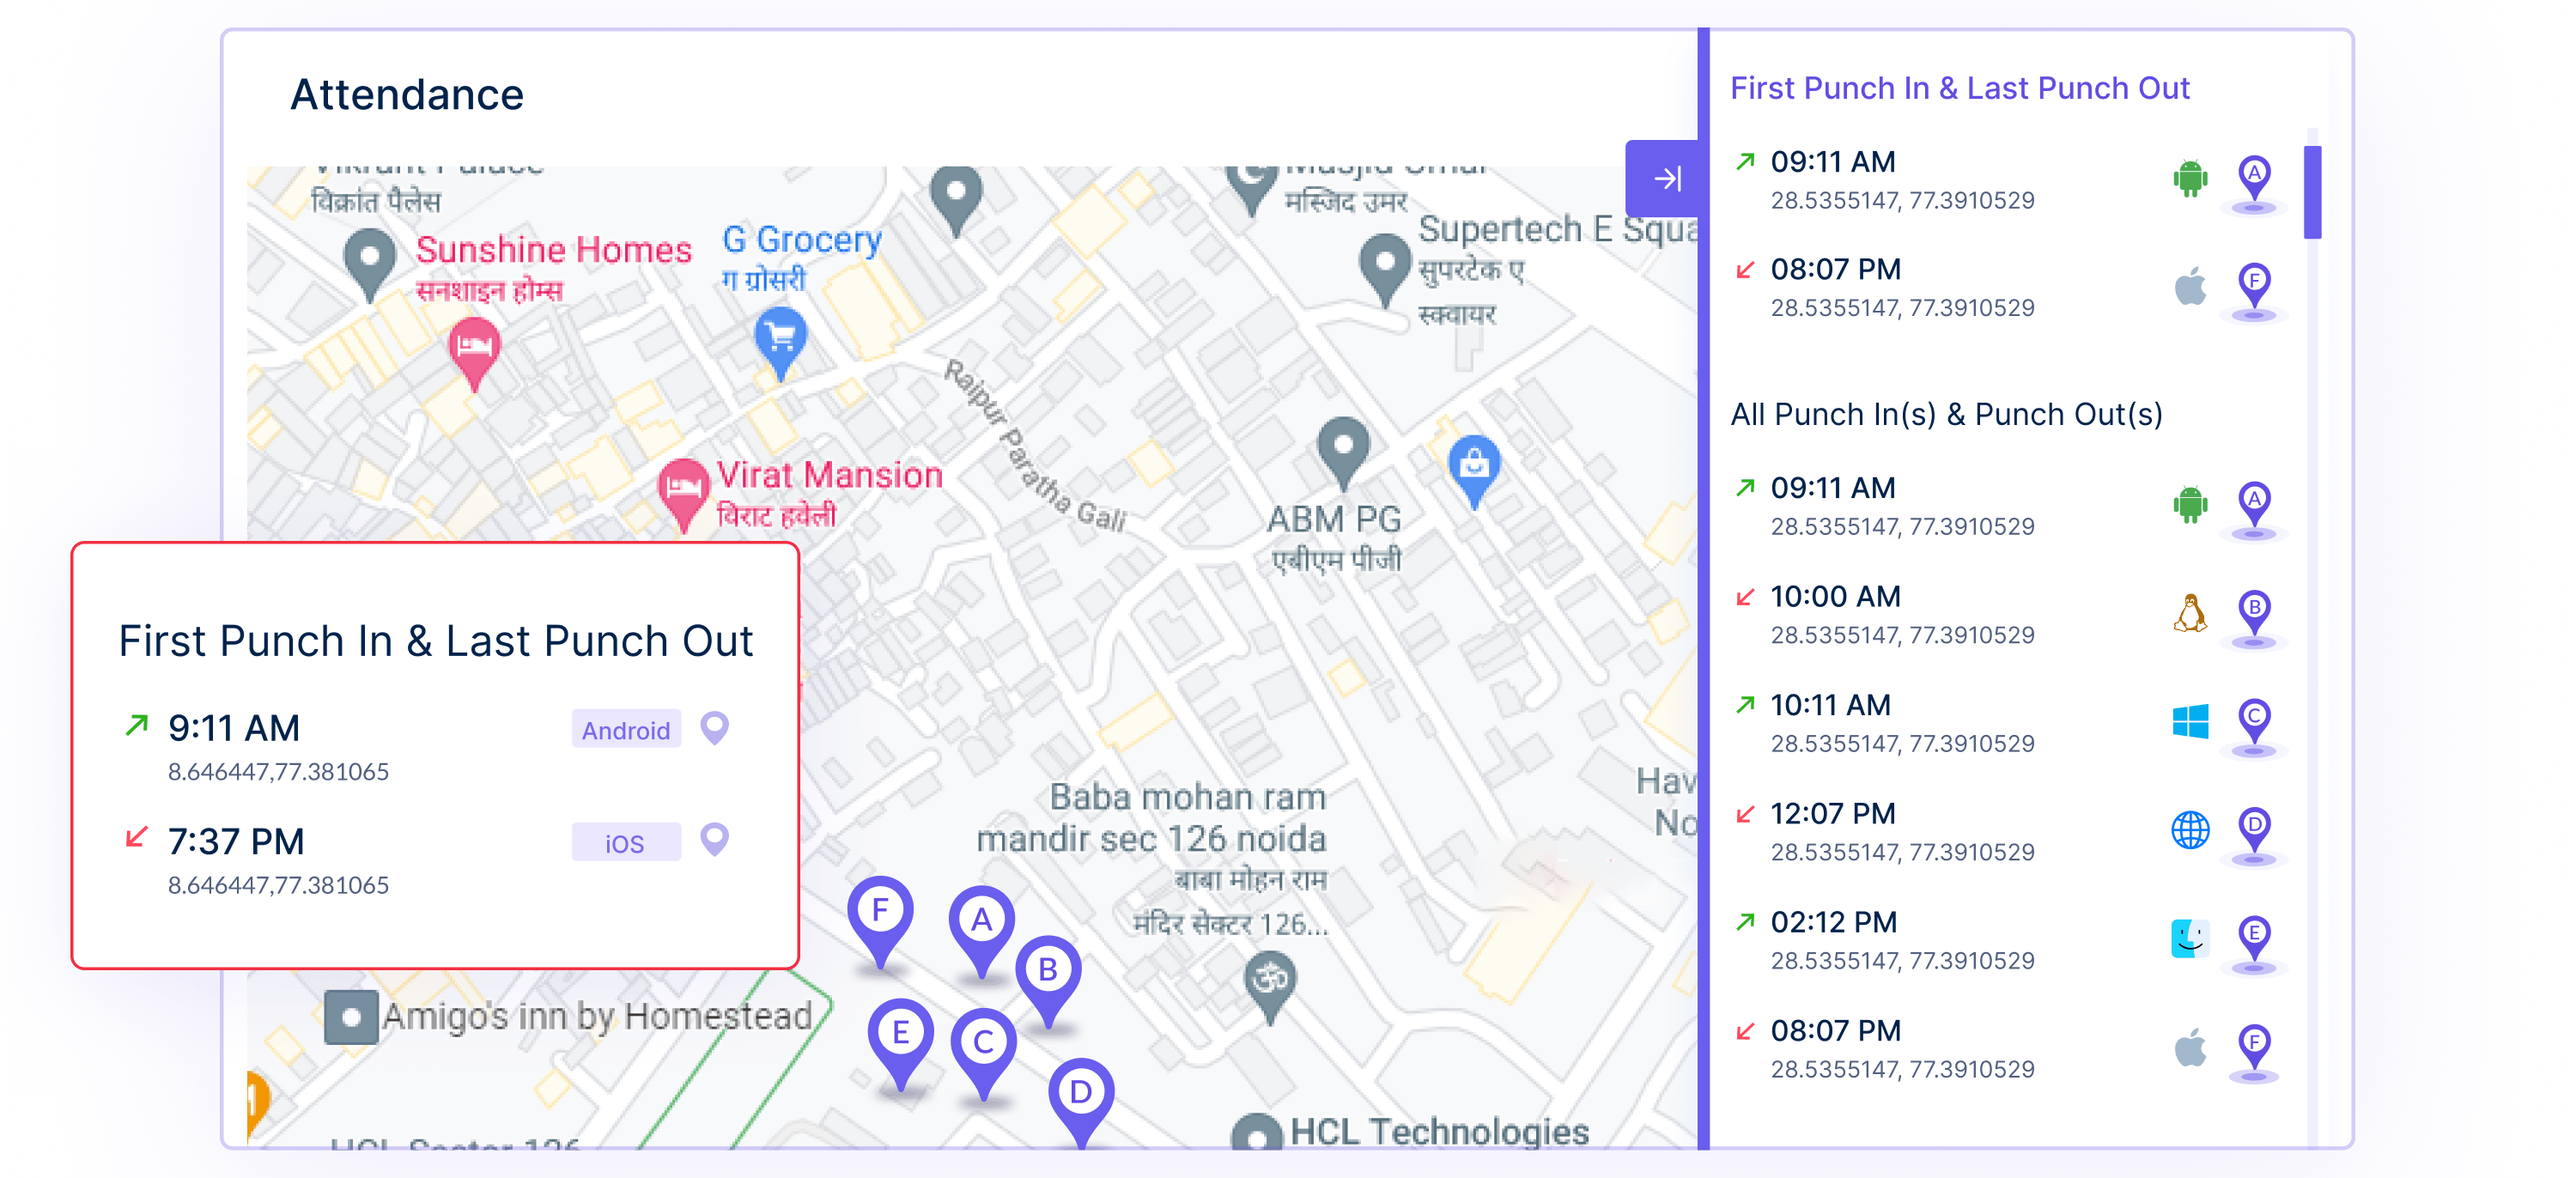 Attendance
विक्रांत पैलेस
Sunshine Homes
सनशाइन होम्स
G Grocery
ग ग्रोसरी
मस्जिद उमर
Supertech E Squa
सुपरटेक ए
स्क्वायर
Raipur Paratha Gali
Virat Mansion
विराट हवेली
ABM PG
एबीएम पीजी
First Punch In & Last Punch Out
9:11 AM
Android
8.646447,77.381065
7:37 PM
iOS
8.646447,77.381065
Baba mohan ram
mandir sec 126 noida
बाबा मोहन राम
मंदिर सेक्टर 126...
Hav
No
F
A
B
E
C
D
ॐ
Amigo's inn by Homestead
HCL Sector 126
HCL Technologies
First Punch In & Last Punch Out
09:11 AM
A
28.5355147, 77.3910529
08:07 PM
F
28.5355147, 77.3910529
All Punch In(s) & Punch Out(s)
09:11 AM
A
28.5355147, 77.3910529
10:00 AM
B
28.5355147, 77.3910529
10:11 AM
C
28.5355147, 77.3910529
12:07 PM
D
28.5355147, 77.3910529
02:12 PM
E
28.5355147, 77.3910529
08:07 PM
F
28.5355147, 77.3910529